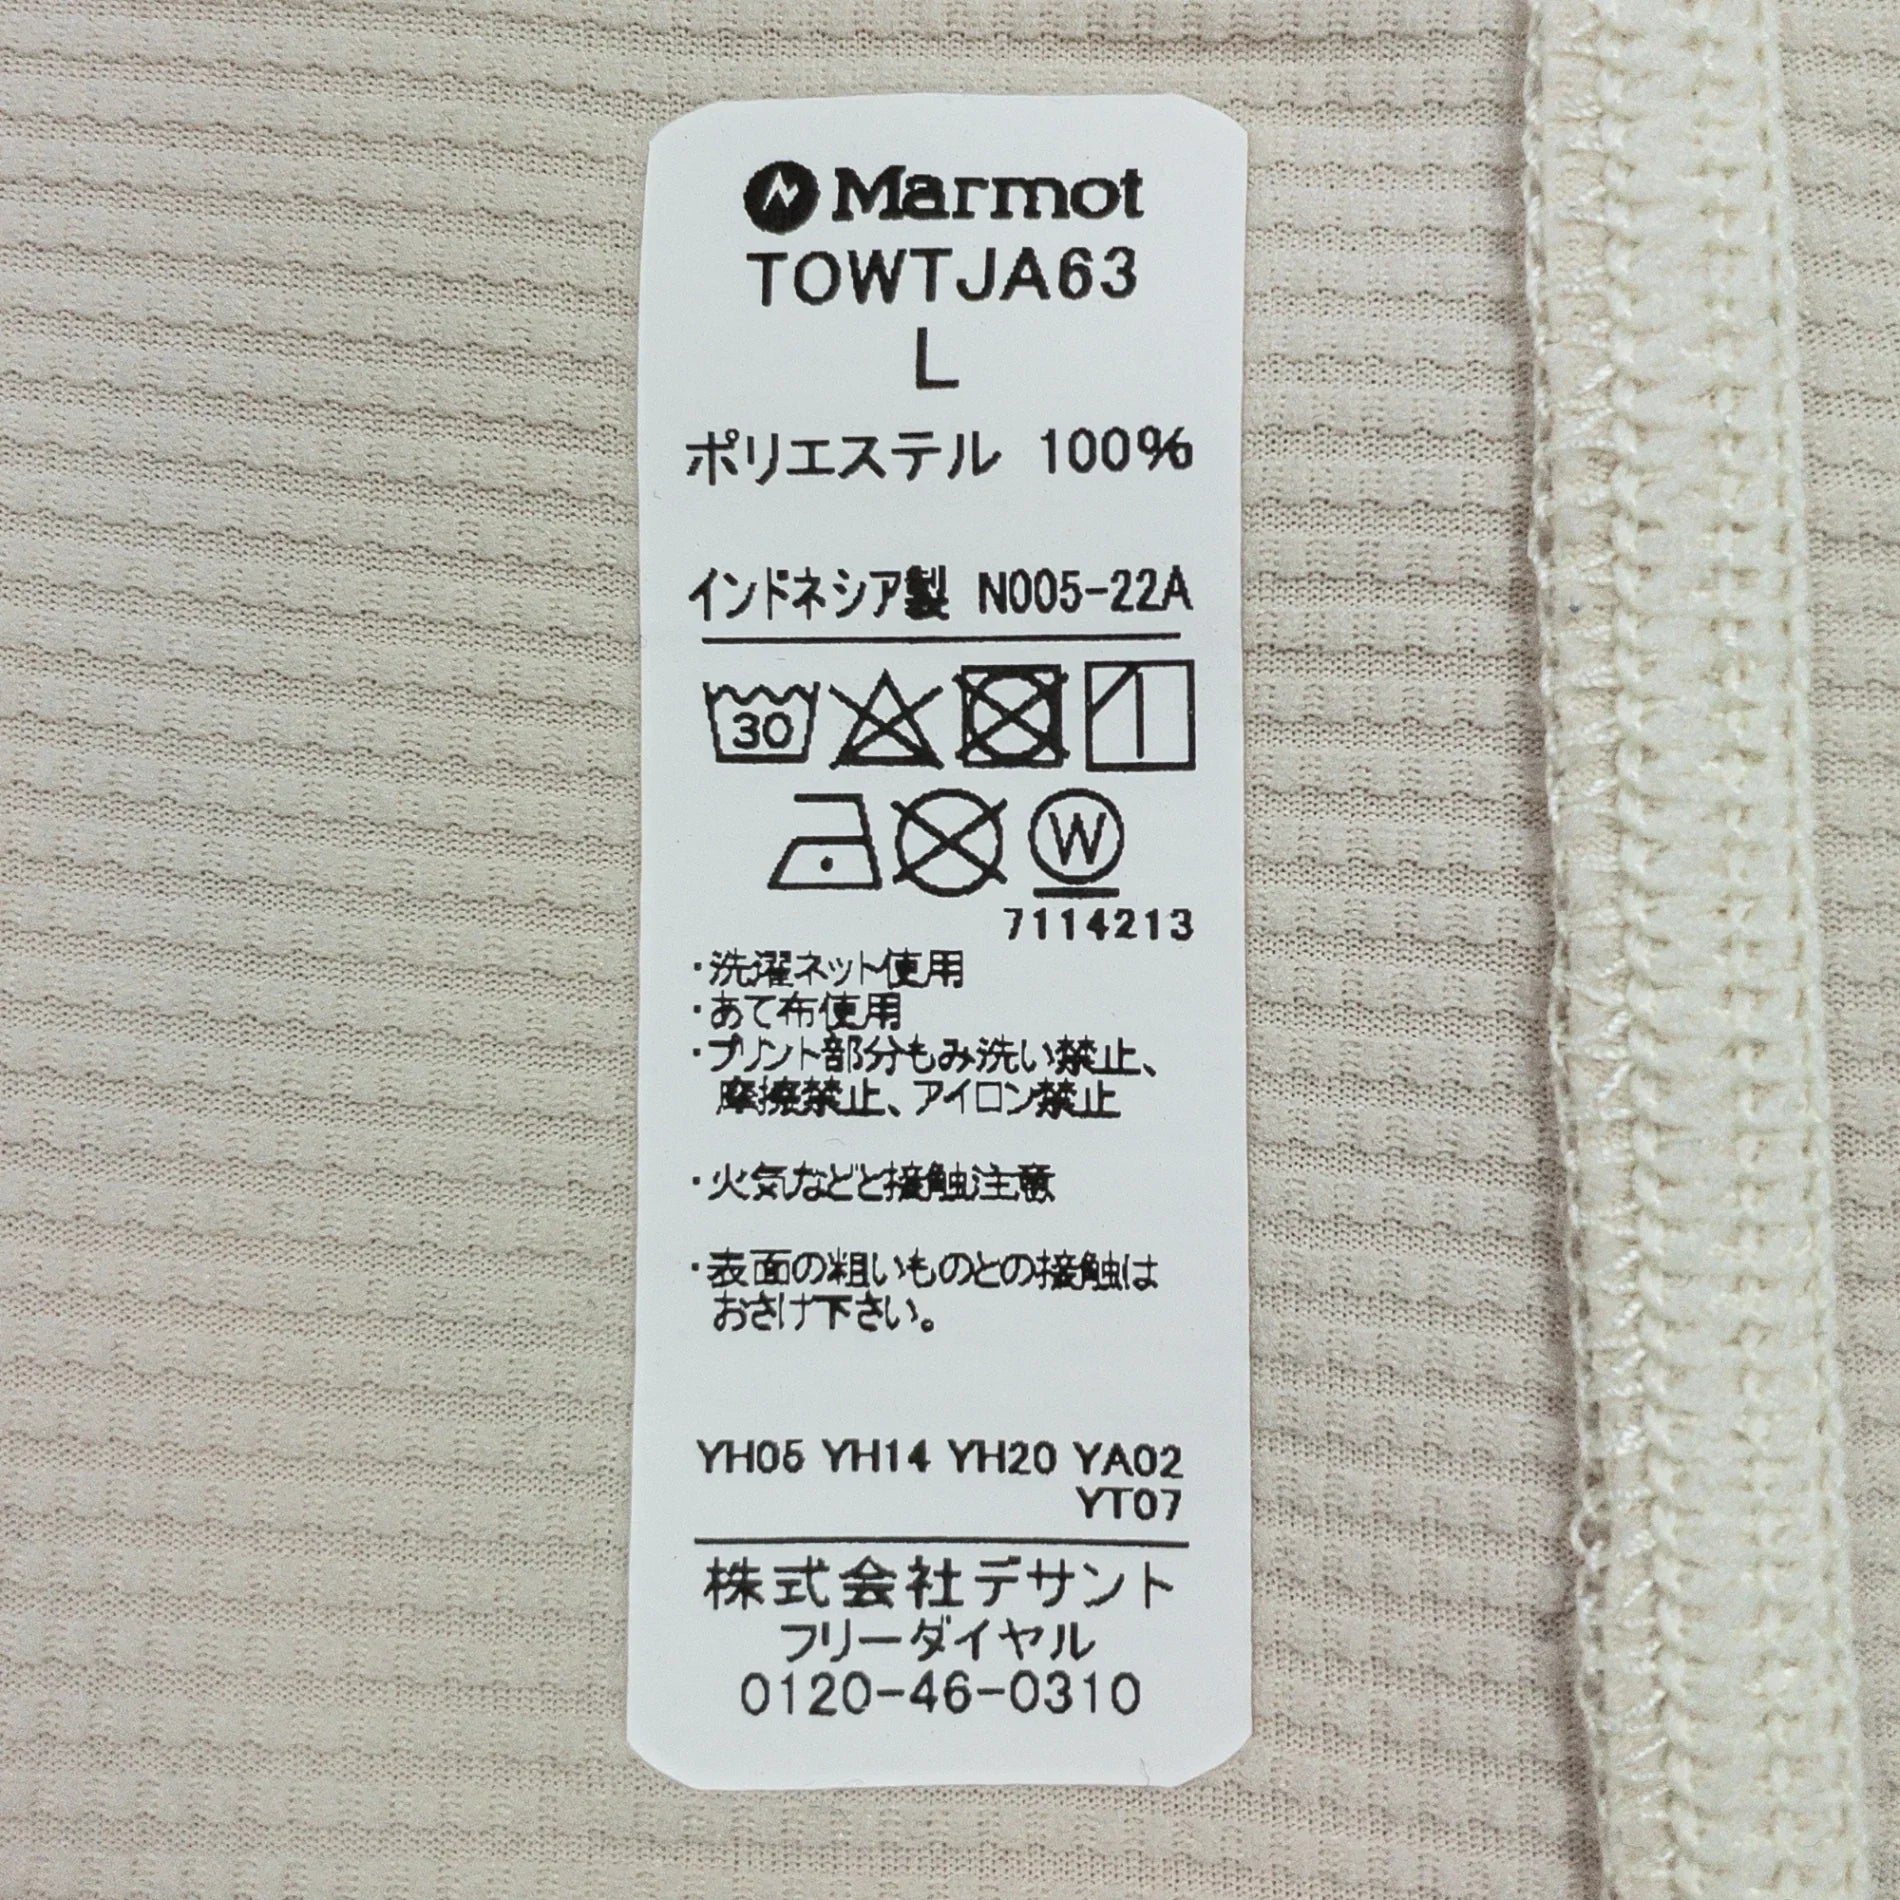 Marmot
TOWTJA63
L
ポリエステル 100%
インドネシア製 N005-22A
30
W
7114213
・洗濯ネット使用
・あて布使用
・プリント部分もみ洗い禁止、
摩擦禁止、アイロン禁止
・火気などと接触注意
・表面の粗いものとの接触は
おさけ下さい。
YH05 YH14 YH20 YA02
YT07
株式会社デサント
フリーダイヤル
0120-46-0310